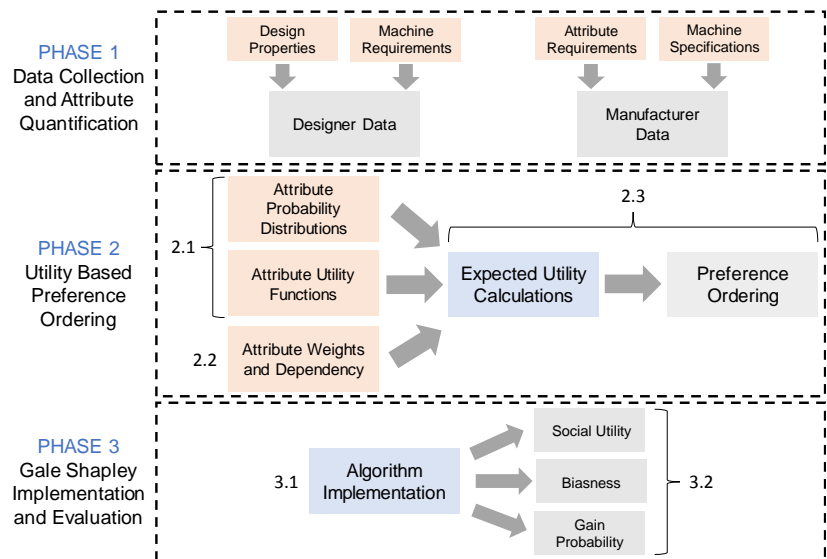 PHASE 1
Data Collection
and Attribute
Quantification
Design
Properties
Machine
Requirements
Attribute
Requirements
Machine
Specifications
Designer Data
Manufacturer
Data
PHASE 2
Utility Based
Preference
Ordering
2.1
Attribute
Probability
Distributions
Attribute Utility
Functions
2.2
Attribute Weights
and Dependency
2.3
Expected Utility
Calculations
Preference
Ordering
PHASE 3
Gale Shapley
Implementation
and Evaluation
3.1
Algorithm
Implementation
Social Utility
Biasness
Gain
Probability
3.2